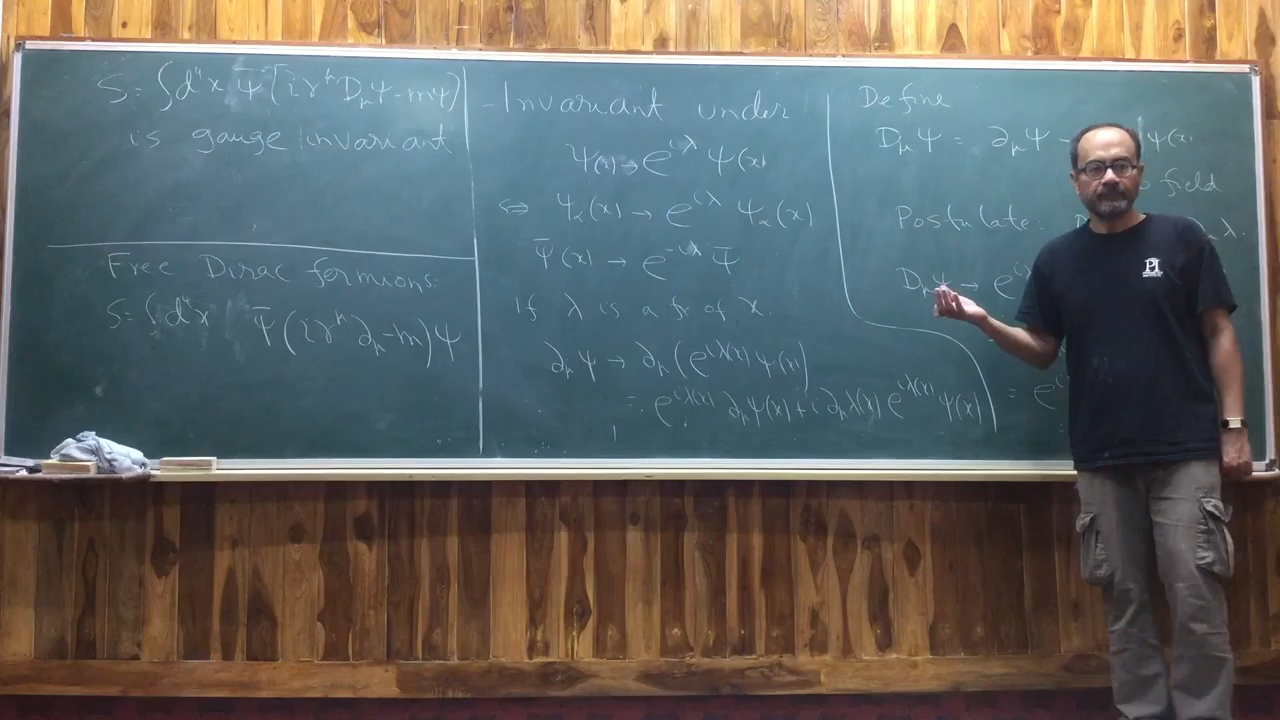 S = ∫d⁴x Ψ̄ (iγ^μ D_μ Ψ - mΨ)
is gauge invariant
Free Dirac fermions:
S = ∫d⁴x Ψ̄ (iγ^μ ∂_μ - m)Ψ
- Invariant under
Ψ(x) → e^{iλ} Ψ(x)
⇔ Ψ_α(x) → e^{iλ} Ψ_α(x)
Ψ̄(x) → e^{-iλ} Ψ̄
If λ is a fn of x.
∂_μ Ψ → ∂_μ (e^{iλ(x)} Ψ(x))
= e^{iλ(x)} ∂_μ Ψ(x) + i ∂_μ λ(x) e^{iλ(x)} Ψ(x)
Define
D_μ Ψ = ∂_μ Ψ - Ψ(x)
field
Postulate: λ.
D_μ Ψ → e^{i
=
= e^{i
=
PI